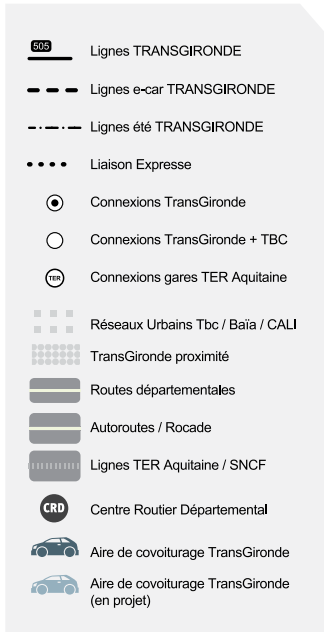 505
Lignes TRANSGIRONDE
Lignes e-car TRANSGIRONDE
Lignes été TRANSGIRONDE
Liaison Expresse
Connexions TransGironde
Connexions TransGironde + TBC
TER
Connexions gares TER Aquitaine
Réseaux Urbains Tbc / Baïa / CALI
TransGironde proximité
Routes départementales
Autoroutes / Rocade
Lignes TER Aquitaine / SNCF
CRD
Centre Routier Départemental
Aire de covoiturage TransGironde
Aire de covoiturage TransGironde
(en projet)